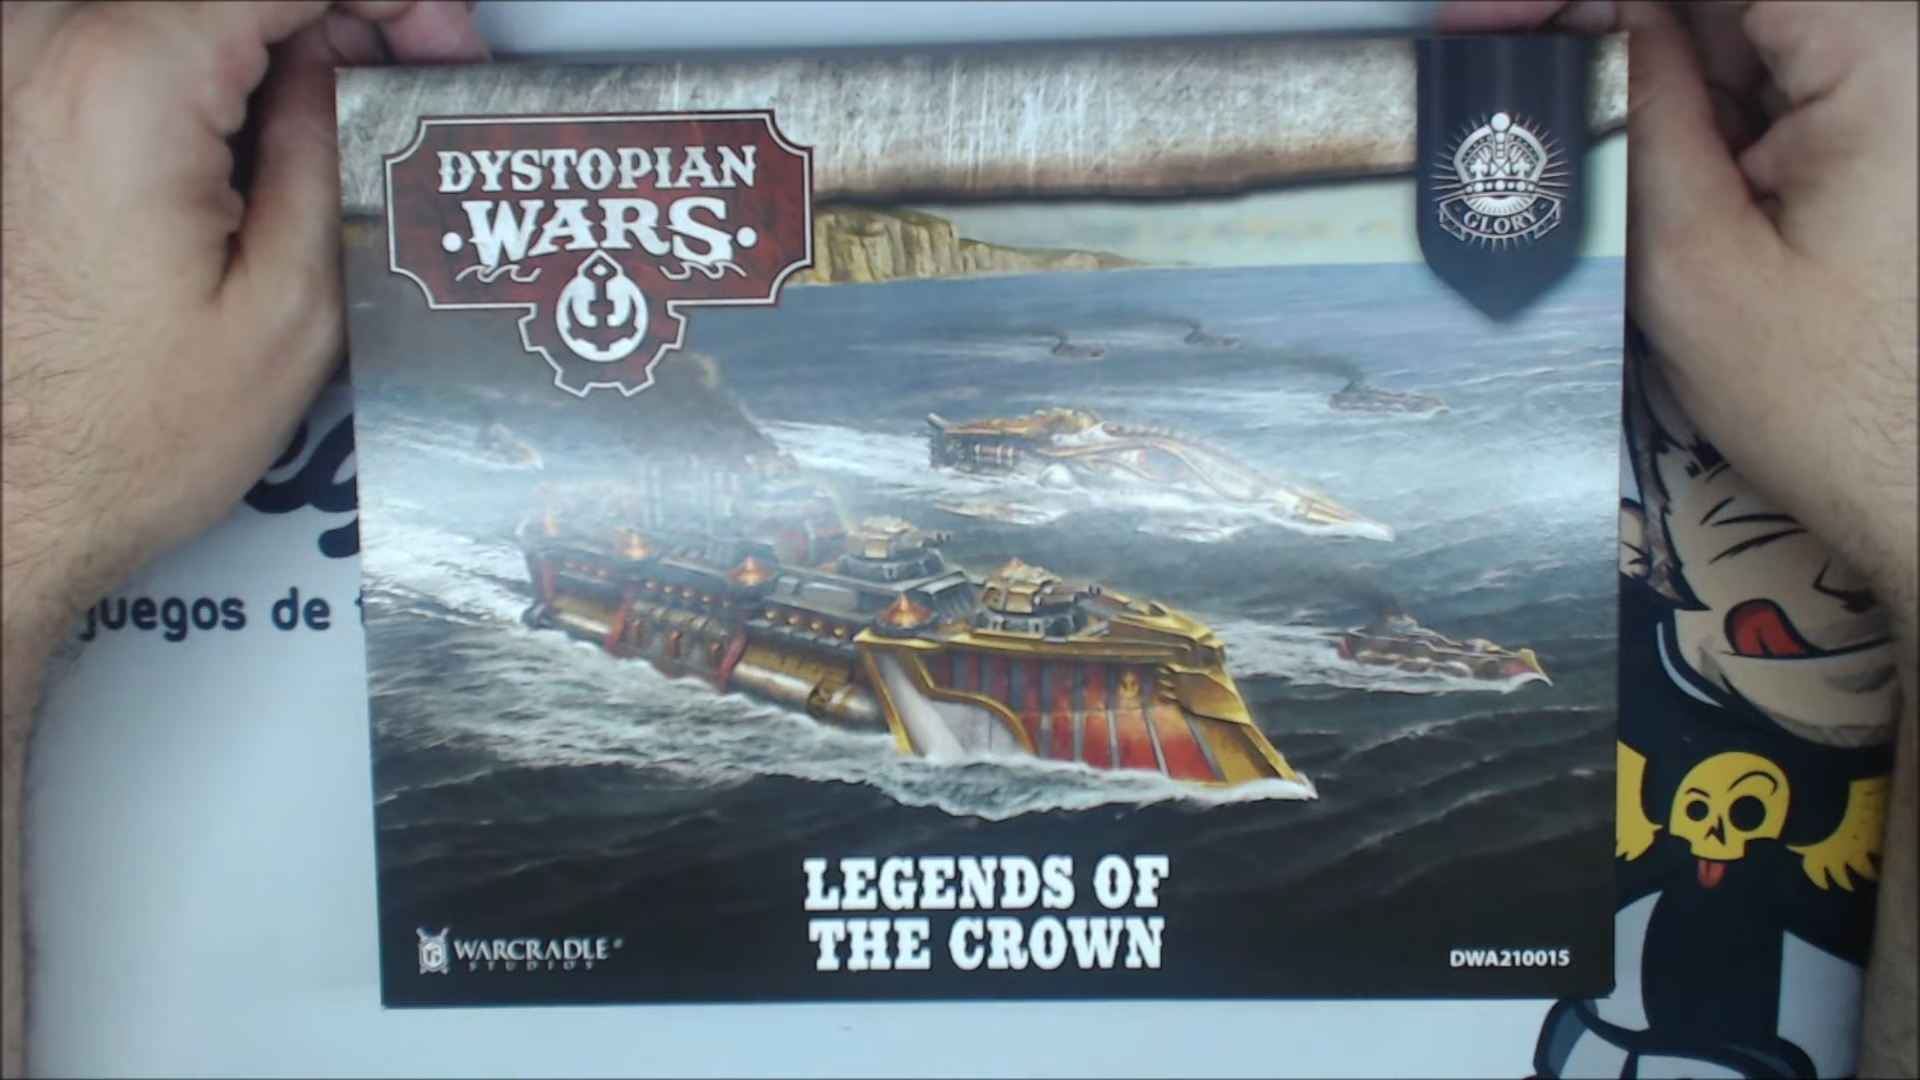 DYSTOPIAN
WARS
GLORY
juegos de
LEGENDS OF
THE CROWN
WARCRADLE
STUDIOS
DWA210015